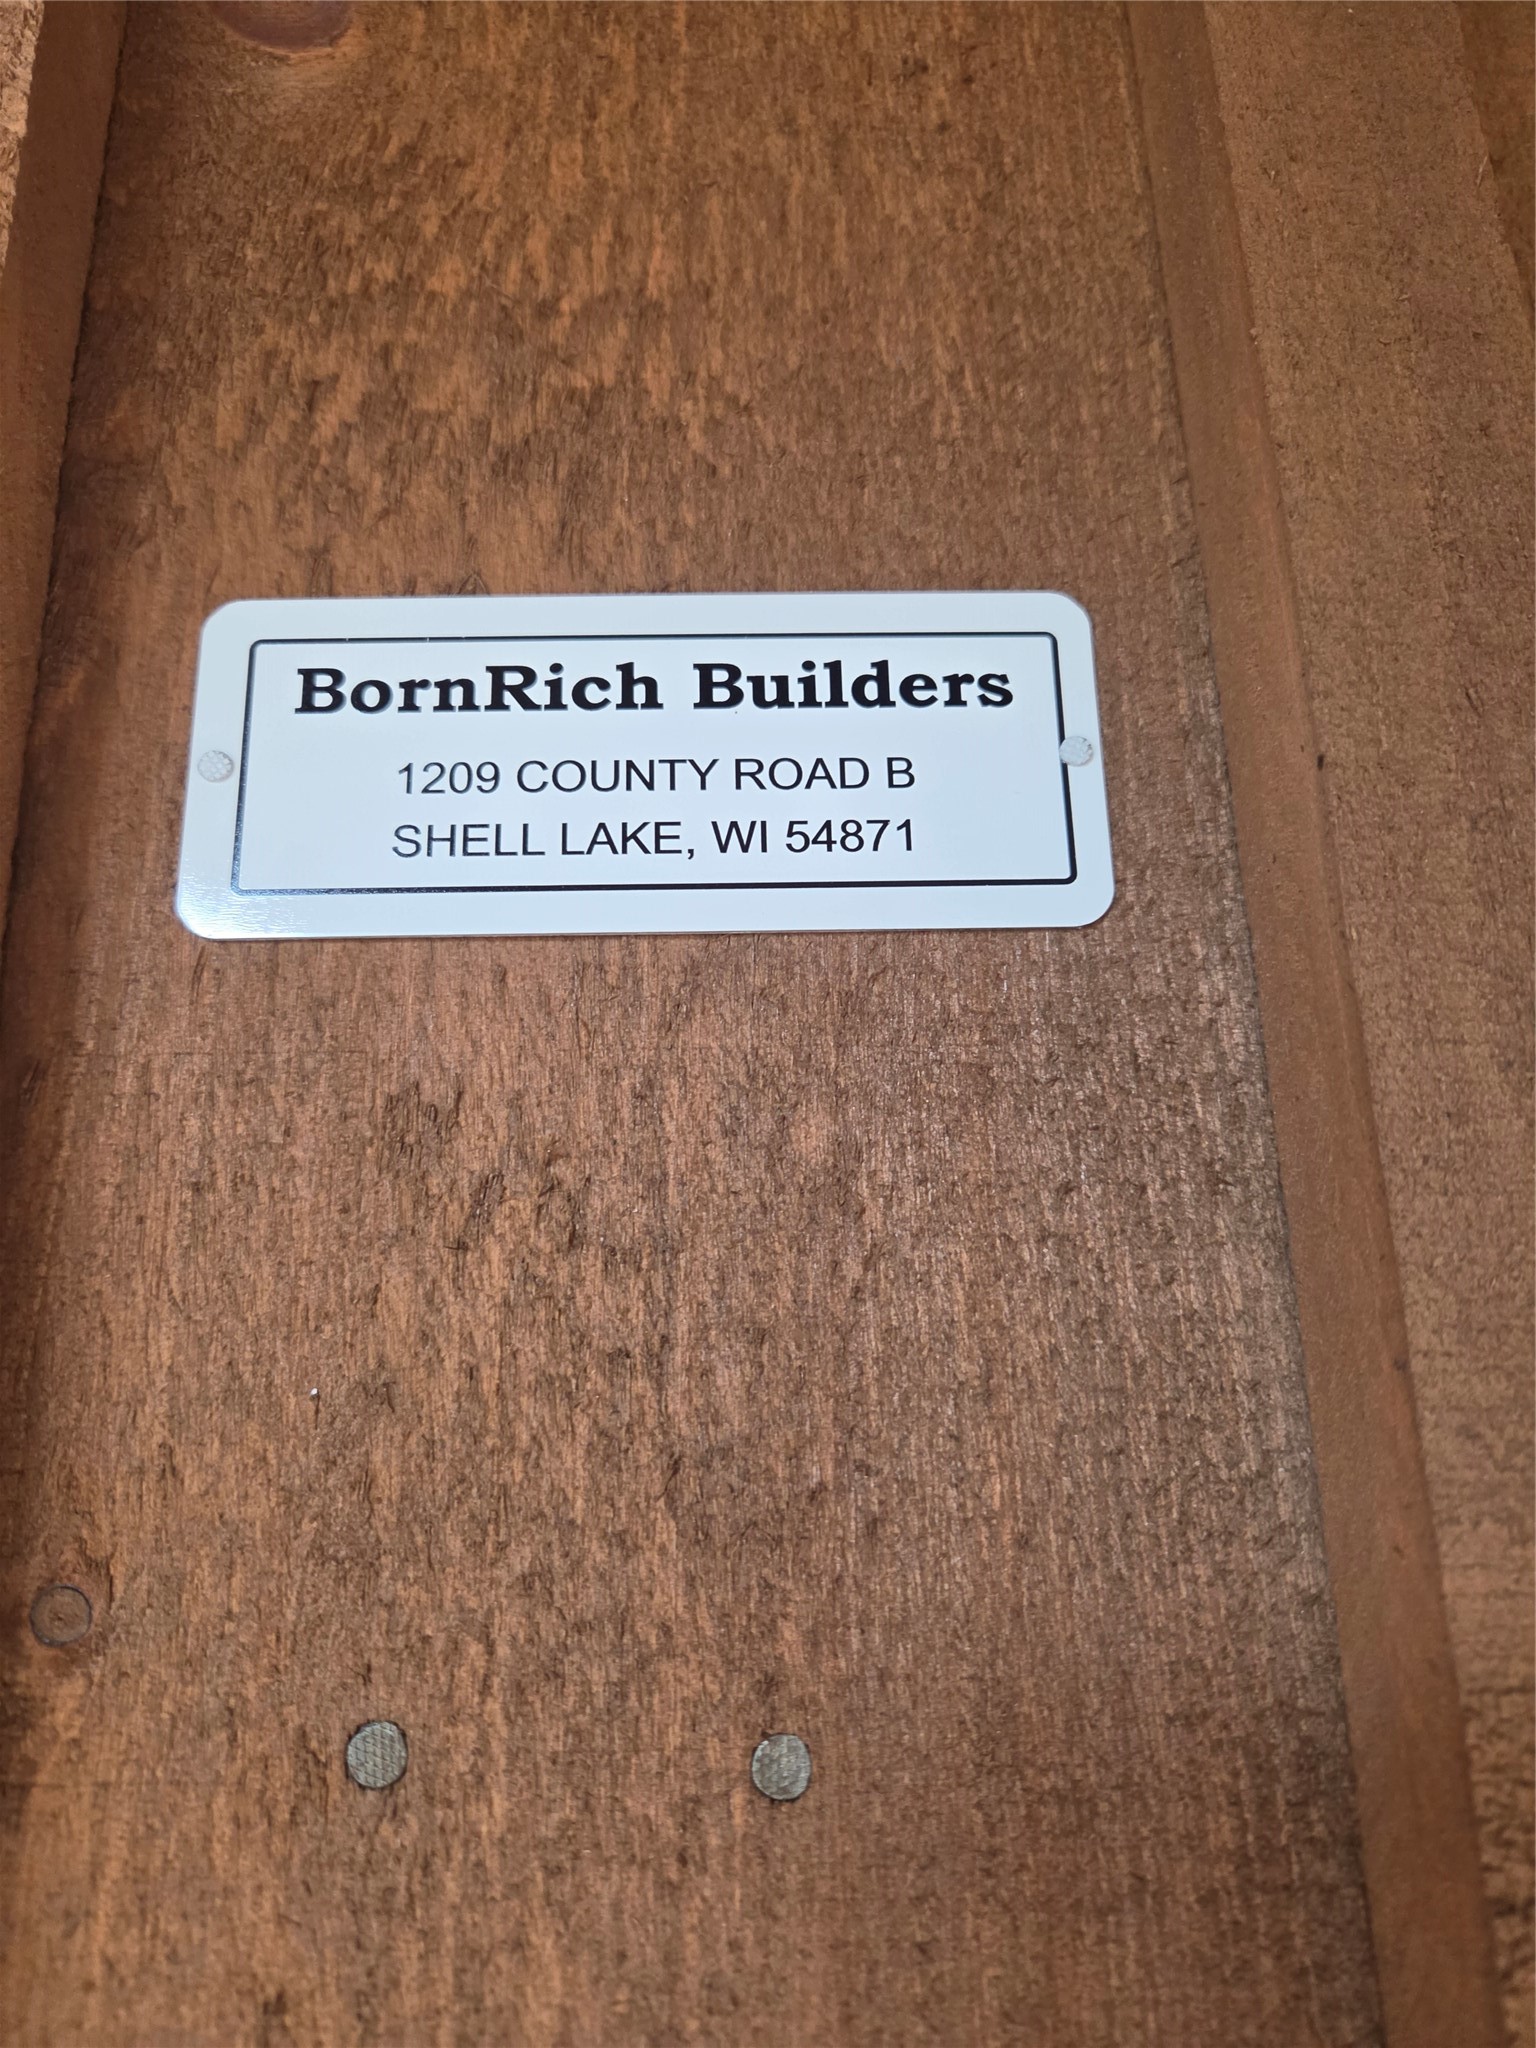 BornRich Builders
1209 COUNTY ROAD B
SHELL LAKE, WI 54871